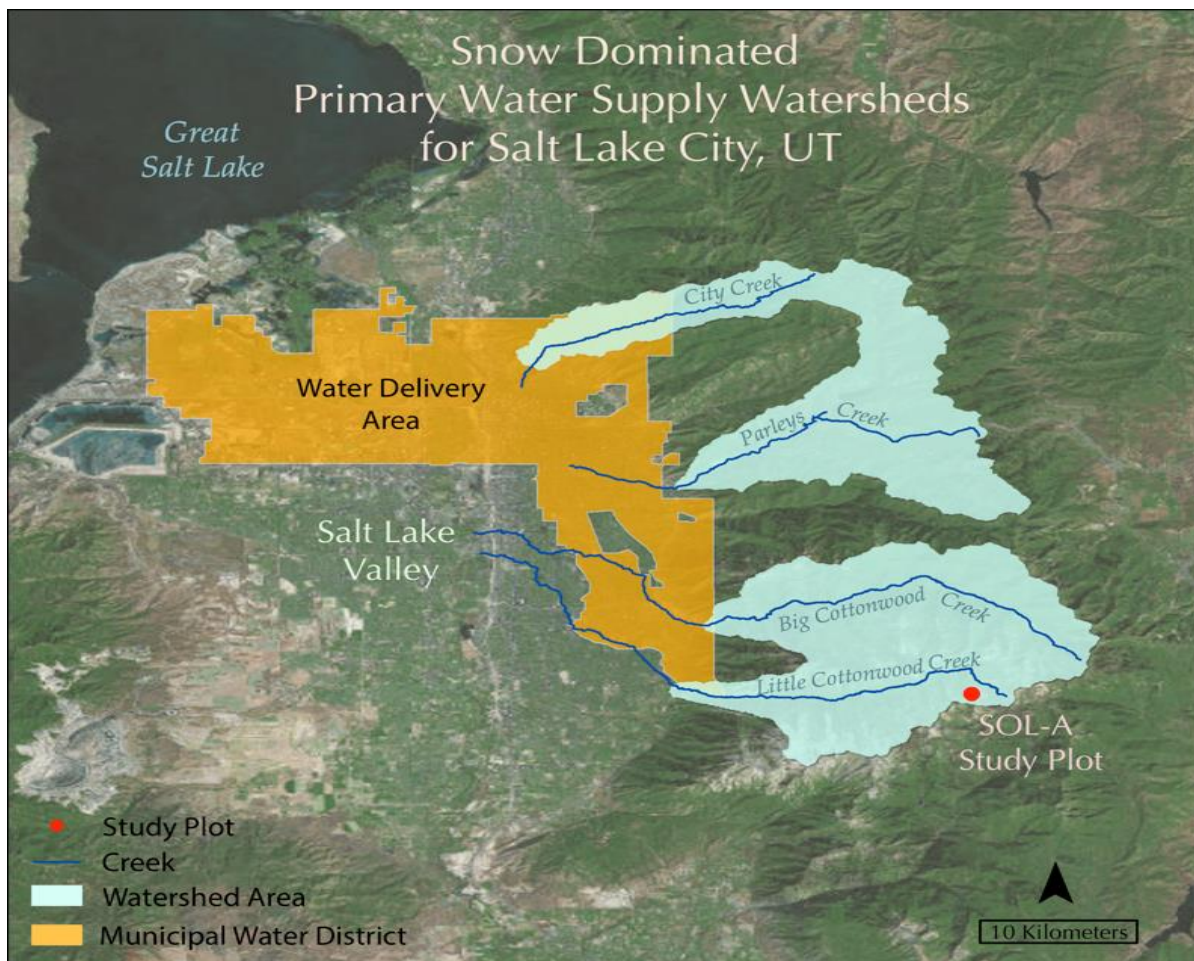 Snow Dominated
Primary Water Supply Watersheds
for Salt Lake City, UT
Great
Salt Lake
City Creek
Water Delivery
Area
Parleys Creek
Salt Lake
Valley
Big Cottonwood Creek
Little Cottonwood Creek
SOL-A
Study Plot
Study Plot
Creek
Watershed Area
Municipal Water District
10 Kilometers